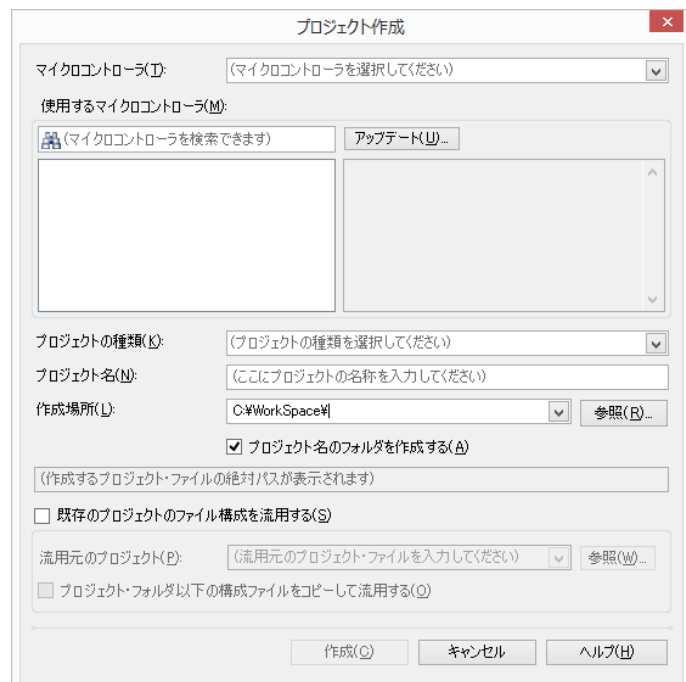 プロジェクト作成
マイクロコントローラ(T): (マイクロコントローラを選択してください)
使用するマイクロコントローラ(M):
(マイクロコントローラを検索できます) アップデート(U)...
プロジェクトの種類(K): (プロジェクトの種類を選択してください)
プロジェクト名(N): (ここにプロジェクトの名称を入力してください)
作成場所(L): C:¥WorkSpace¥ 参照(R)...
プロジェクト名のフォルダを作成する(A)
(作成するプロジェクト・ファイルの絶対パスが表示されます)
既存のプロジェクトのファイル構成を流用する(S)
流用元のプロジェクト(P): (流用元のプロジェクト・ファイルを入力してください) 参照(W)...
プロジェクト・フォルダ以下の構成ファイルをコピーして流用する(O)
作成(C) キャンセル ヘルプ(H)